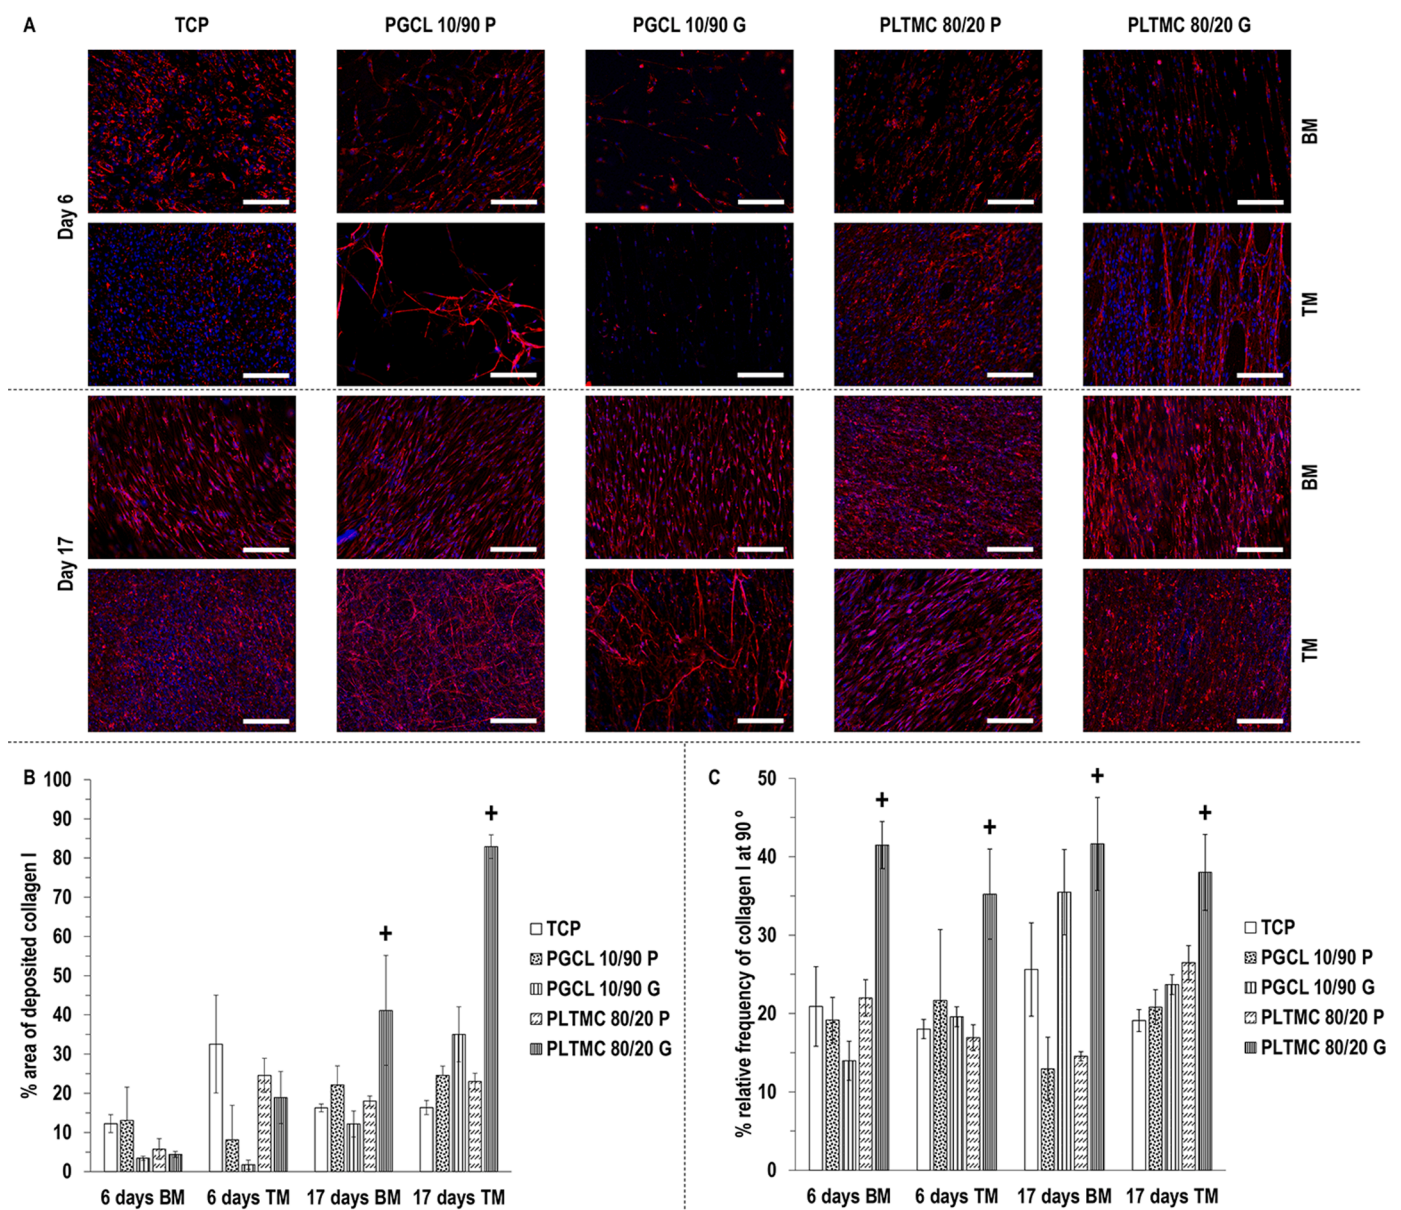 A
TCP
PGCL 10/90 P
PGCL 10/90 G
PLTMC 80/20 P
PLTMC 80/20 G
Day 6
BM
TM
Day 17
BM
TM
B
% area of deposited collagen I
100
90
80
70
60
50
40
30
20
10
0
+
+
6 days BM
6 days TM
17 days BM
17 days TM
TCP
PGCL 10/90 P
PGCL 10/90 G
PLTMC 80/20 P
PLTMC 80/20 G
C
% relative frequency of collagen I at 90 º
50
40
30
20
10
0
+
+
+
+
6 days BM
6 days TM
17 days BM
17 days TM
TCP
PGCL 10/90 P
PGCL 10/90 G
PLTMC 80/20 P
PLTMC 80/20 G